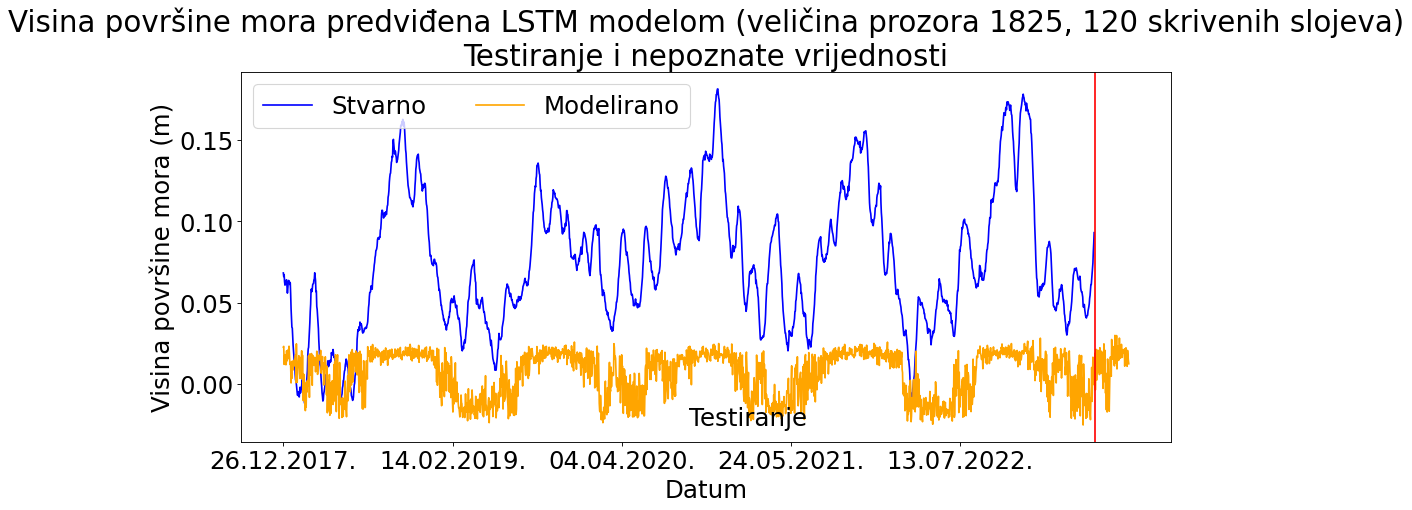 Visina površine mora predviđena LSTM modelom (veličina prozora 1825, 120 skrivenih slojeva)
Testiranje i nepoznate vrijednosti
Stvarno
Modelirano
Visina površine mora (m)
0.15
0.10
0.05
0.00
Testiranje
26.12.2017.
14.02.2019.
04.04.2020.
24.05.2021.
13.07.2022.
Datum